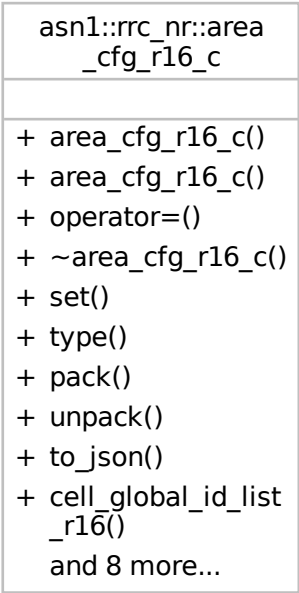 asn1::rrc_nr::area
_cfg_r16_c
+ area_cfg_r16_c()
+ area_cfg_r16_c()
+ operator=()
+ ~area_cfg_r16_c()
+ set()
+ type()
+ pack()
+ unpack()
+ to_json()
+ cell_global_id_list
_r16()
and 8 more...